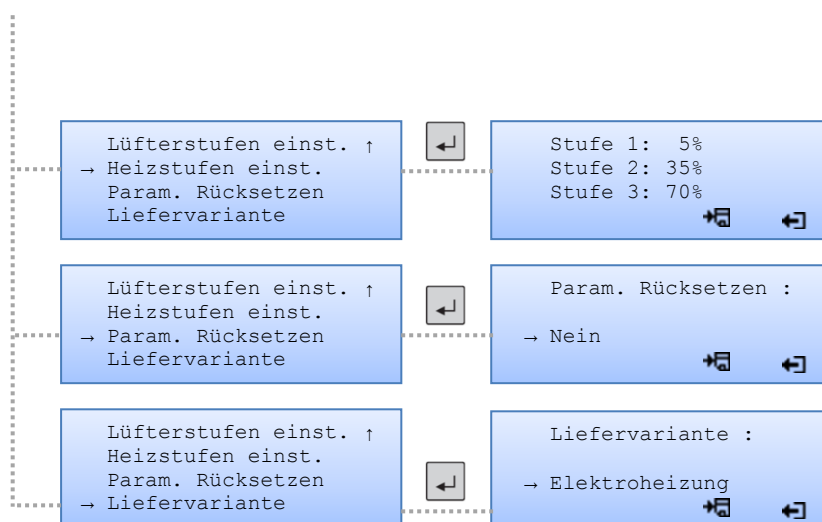 Lüfterstufen einst. ↑
→ Heizstufen einst.
Param. Rücksetzen
Liefervariante
Stufe 1: 5%
Stufe 2: 35%
Stufe 3: 70%
Lüfterstufen einst. ↑
Heizstufen einst.
→ Param. Rücksetzen
Liefervariante
Param. Rücksetzen :
→ Nein
Lüfterstufen einst. ↑
Heizstufen einst.
Param. Rücksetzen
→ Liefervariante
Liefervariante :
→ Elektroheizung